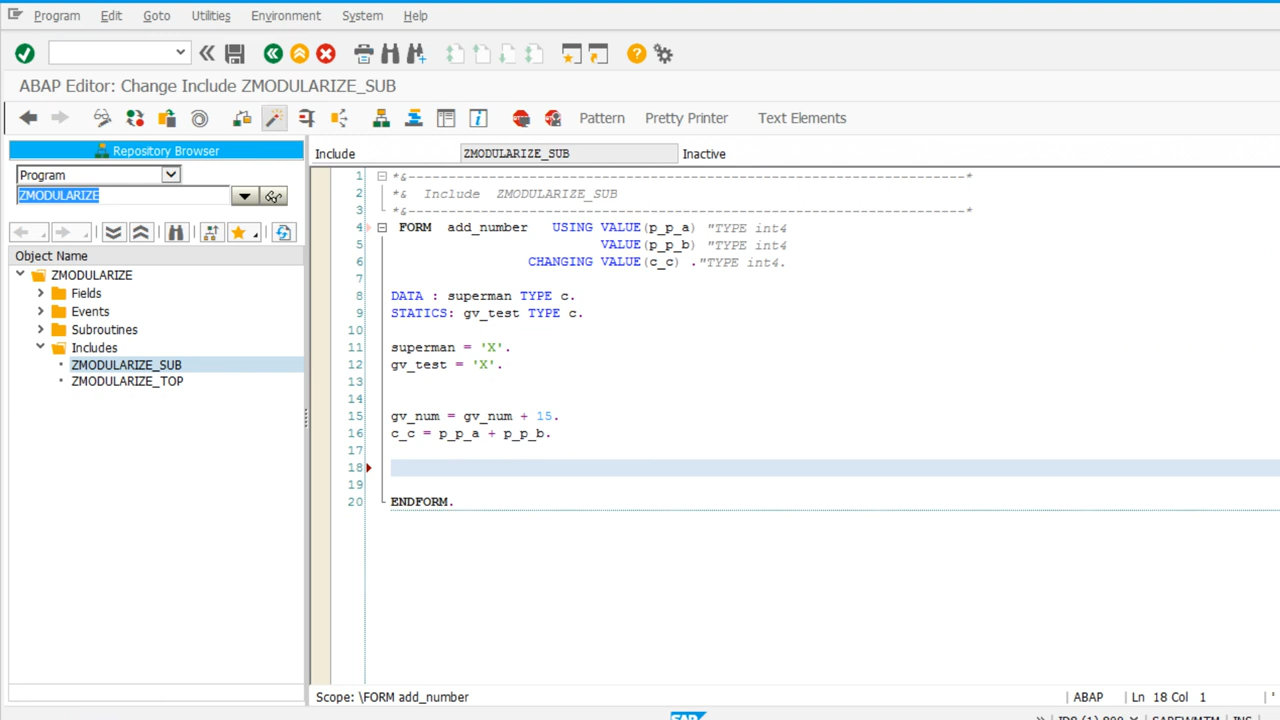 Program Edit Goto Utilities Environment System Help
ABAP Editor: Change Include ZMODULARIZE_SUB
Pattern Pretty Printer Text Elements
Repository Browser
Program
ZMODULARIZE
Object Name
ZMODULARIZE
Fields
Events
Subroutines
Includes
ZMODULARIZE_SUB
ZMODULARIZE_TOP
Include ZMODULARIZE_SUB Inactive
1 *&---------------------------------------------------------------------*
2 *& Include ZMODULARIZE_SUB
3 *&---------------------------------------------------------------------*
4 FORM add_number USING VALUE(p_p_a) "TYPE int4
5 VALUE(p_p_b) "TYPE int4
6 CHANGING VALUE(c_c) ."TYPE int4.
7
8 DATA : superman TYPE c.
9 STATICS: gv_test TYPE c.
10
11 superman = 'X'.
12 gv_test = 'X'.
13
14
15 gv_num = gv_num + 15.
16 c_c = p_p_a + p_p_b.
17
18
19
20 ENDFORM.
Scope: \FORM add_number ABAP Ln 18 Col 1
SAP